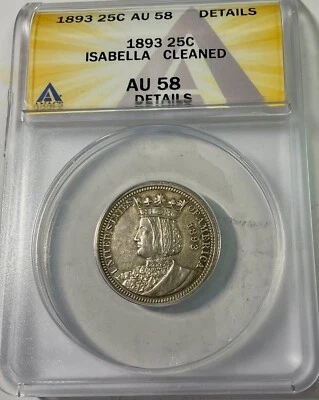 1893 25C AU 58 DETAILS
1893 25C
ISABELLA CLEANED
AU 58
DETAILS
UNITED STATES OF AMERICA
1893